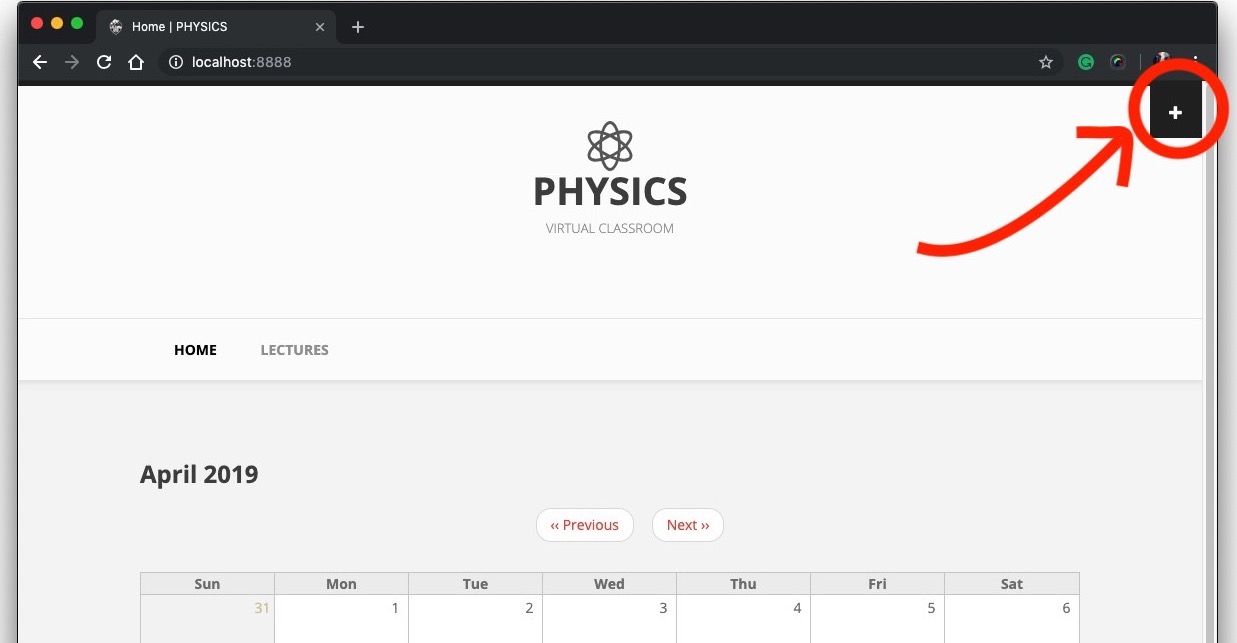 Home | PHYSICS
localhost:8888
+
PHYSICS
VIRTUAL CLASSROOM
HOME LECTURES
April 2019
‹‹ Previous Next ››
Sun Mon Tue Wed Thu Fri Sat
31 1 2 3 4 5 6